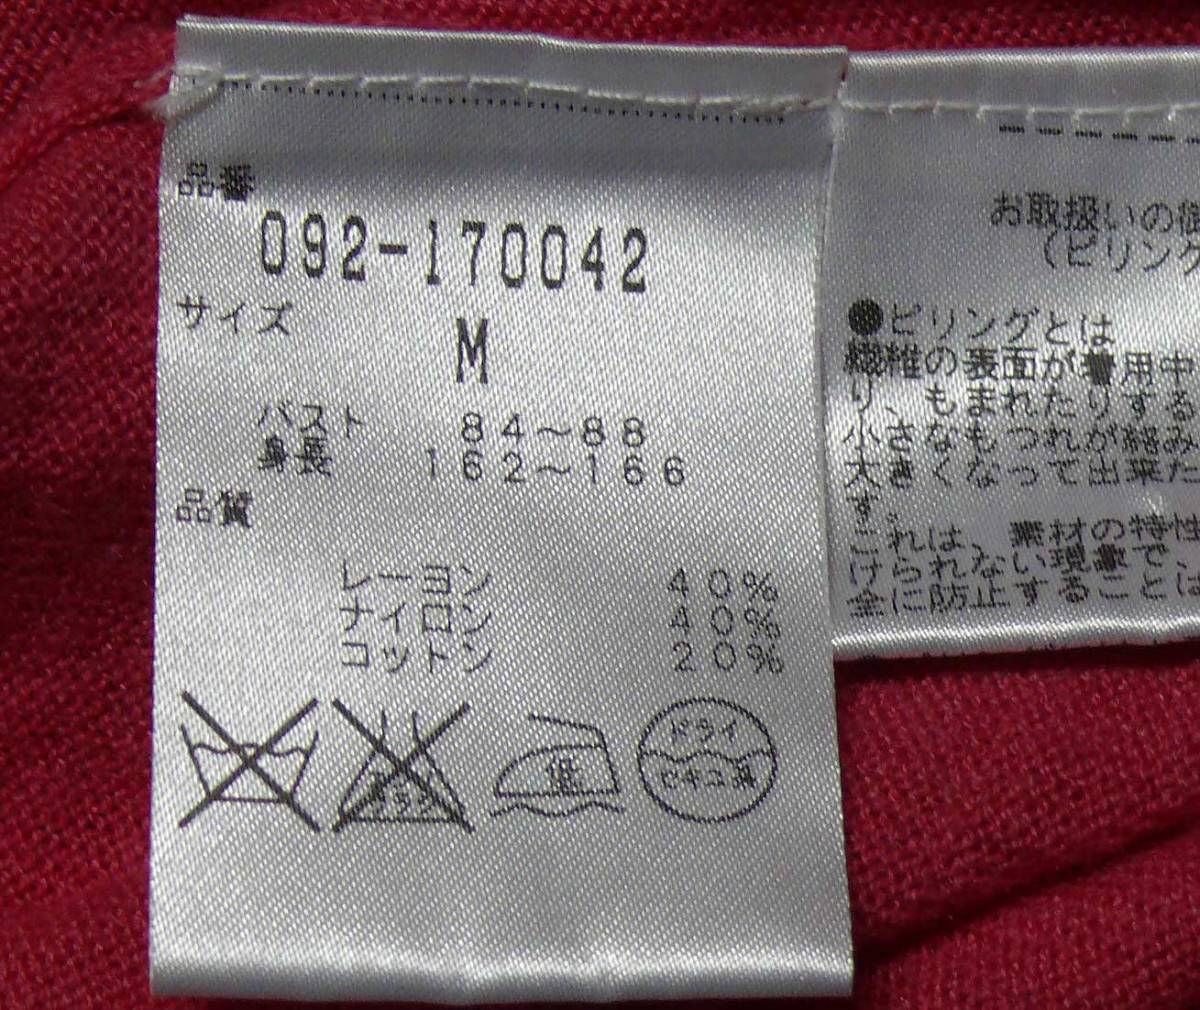 品番
092-170042
サイズ
M
バスト 84〜88
身長 162〜166
品質
レーヨン 40%
ナイロン 40%
コットン 20%
エンソ
サラシ
低
ドライ
セキユ系
お取扱いの
(ピリング
●ピリングとは
繊維の表面が着用中
り、もまれたりする
小さなもつれが絡み
大きくなって出来た
す。
これは、素材の特性
けられない現象で、
全に防止することは